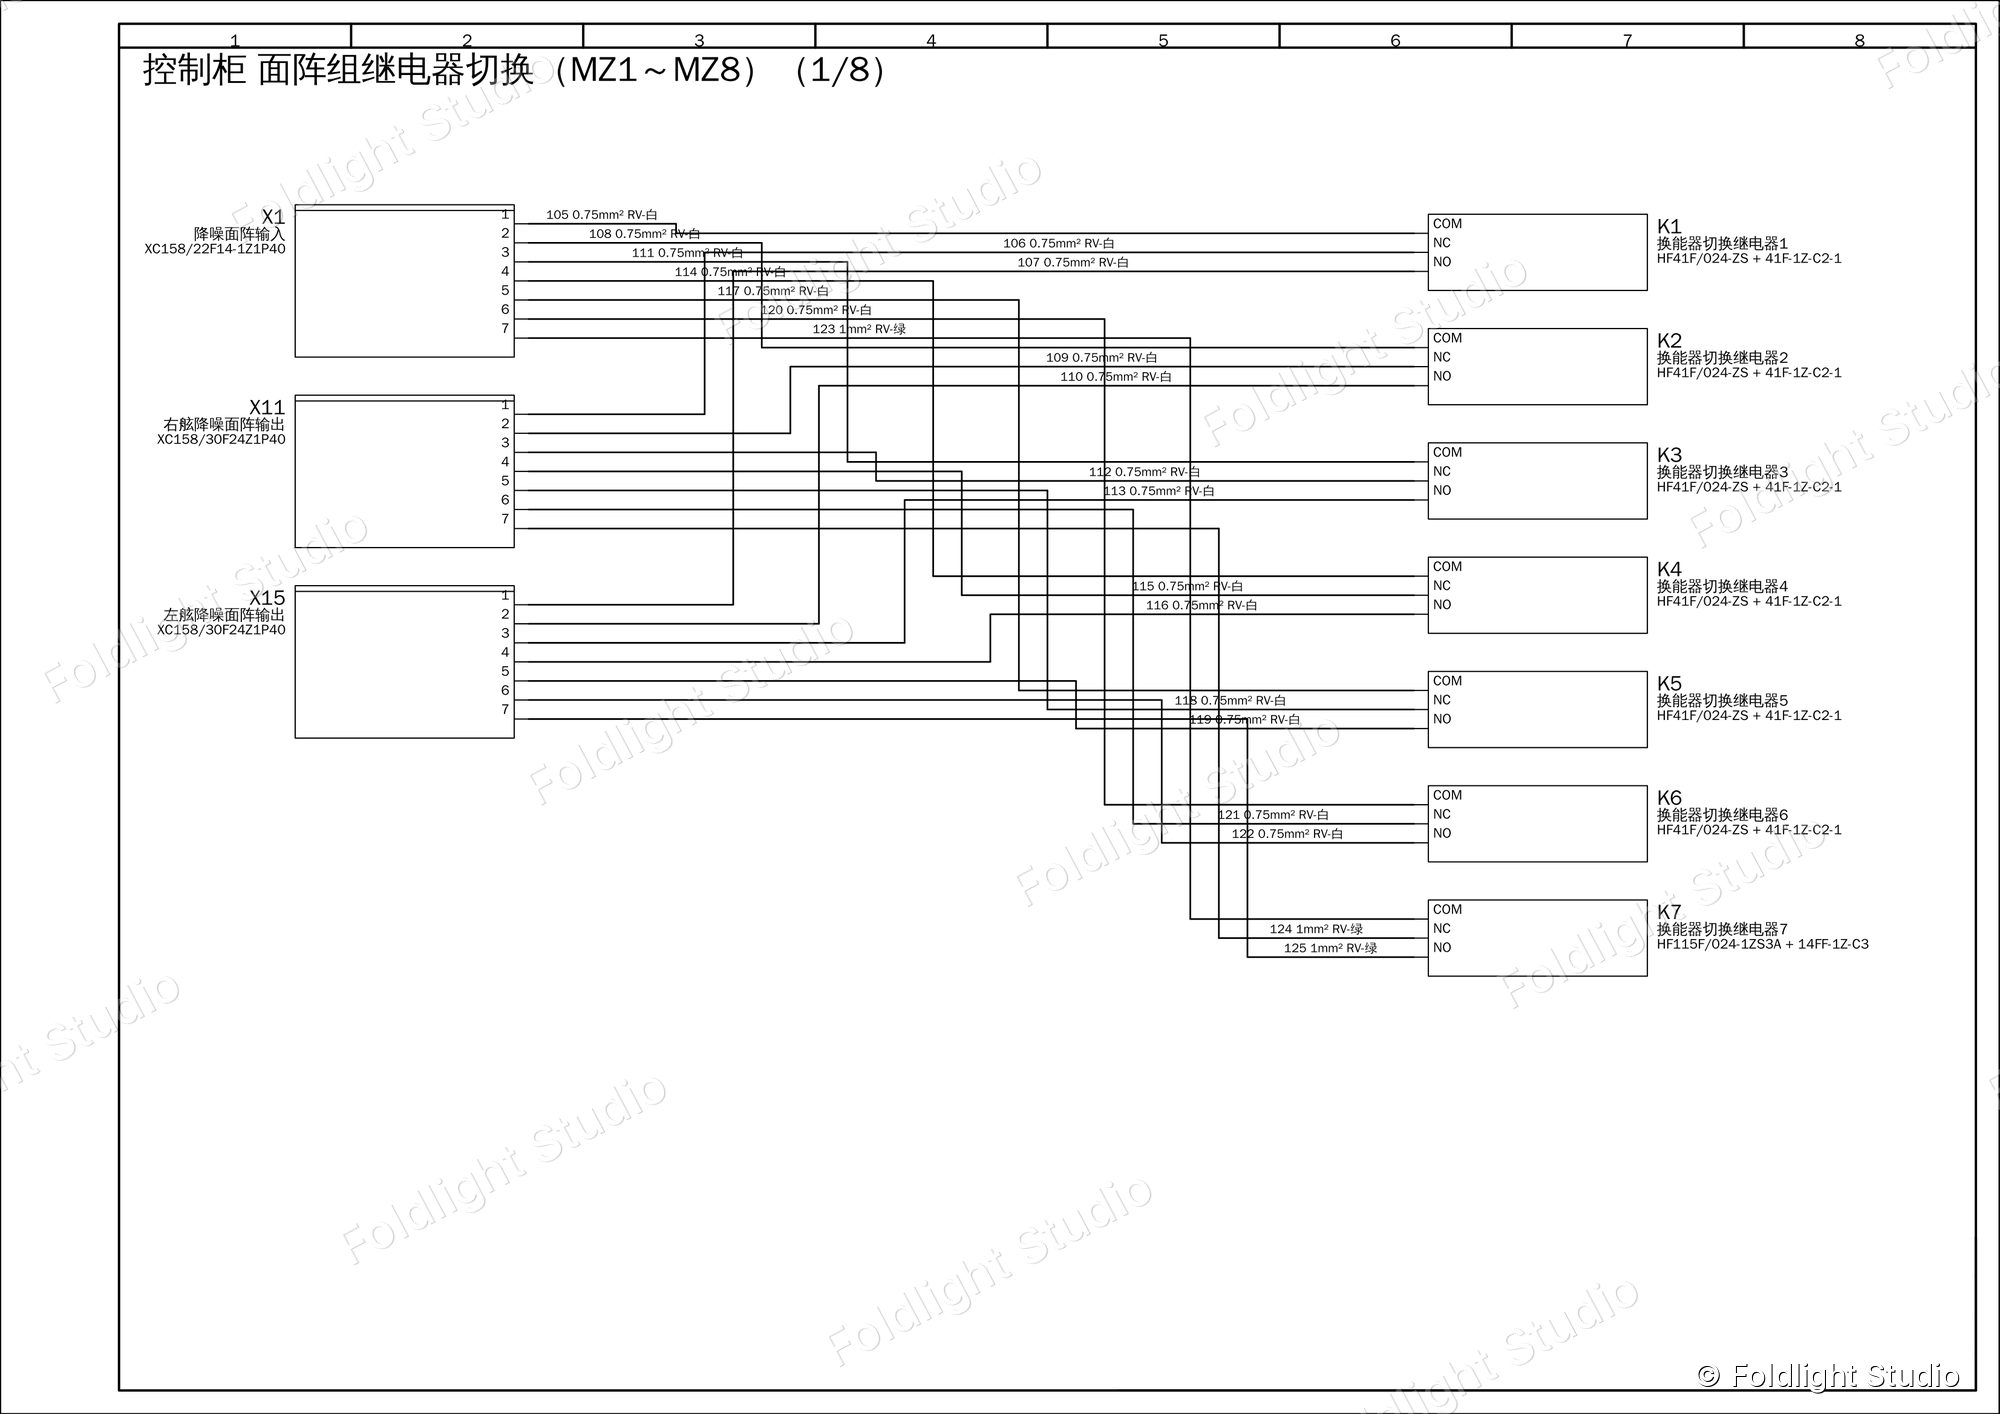 1 2 3 4 5 6 7 8
控制柜 面阵组继电器切换（MZ1～MZ8）（1/8）
X1
降噪面阵输入
XC158/22F14-1Z1P40
1
2
3
4
5
6
7
X11
右舷降噪面阵输出
XC158/30F24Z1P40
1
2
3
4
5
6
7
X15
左舷降噪面阵输出
XC158/30F24Z1P40
1
2
3
4
5
6
7
105 0.75mm² RV-白
108 0.75mm² RV-白
111 0.75mm² RV-白
114 0.75mm² RV-白
117 0.75mm² RV-白
120 0.75mm² RV-白
123 1mm² RV-绿
106 0.75mm² RV-白
107 0.75mm² RV-白
109 0.75mm² RV-白
110 0.75mm² RV-白
112 0.75mm² RV-白
113 0.75mm² RV-白
115 0.75mm² RV-白
116 0.75mm² RV-白
118 0.75mm² RV-白
119 0.75mm² RV-白
121 0.75mm² RV-白
122 0.75mm² RV-白
124 1mm² RV-绿
125 1mm² RV-绿
COM
NC
NO
K1
换能器切换继电器1
HF41F/024-ZS + 41F-1Z-C2-1
COM
NC
NO
K2
换能器切换继电器2
HF41F/024-ZS + 41F-1Z-C2-1
COM
NC
NO
K3
换能器切换继电器3
HF41F/024-ZS + 41F-1Z-C2-1
COM
NC
NO
K4
换能器切换继电器4
HF41F/024-ZS + 41F-1Z-C2-1
COM
NC
NO
K5
换能器切换继电器5
HF41F/024-ZS + 41F-1Z-C2-1
COM
NC
NO
K6
换能器切换继电器6
HF41F/024-ZS + 41F-1Z-C2-1
COM
NC
NO
K7
换能器切换继电器7
HF115F/024-1ZS3A + 14FF-1Z-C3
© Foldlight Studio